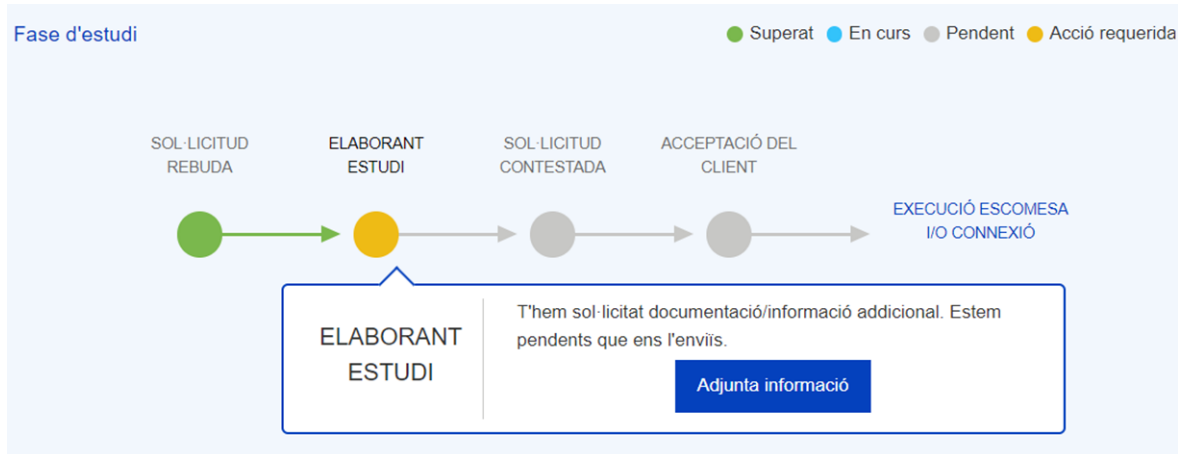 Fase d'estudi
Superat
En curs
Pendent
Acció requerida
SOL·LICITUD
REBUDA
ELABORANT
ESTUDI
SOL·LICITUD
CONTESTADA
ACCEPTACIÓ DEL
CLIENT
EXECUCIÓ ESCOMESA
I/O CONNEXIÓ
ELABORANT
ESTUDI
T'hem sol·licitat documentació/informació addicional. Estem
pendents que ens l'enviïs.
Adjunta informació